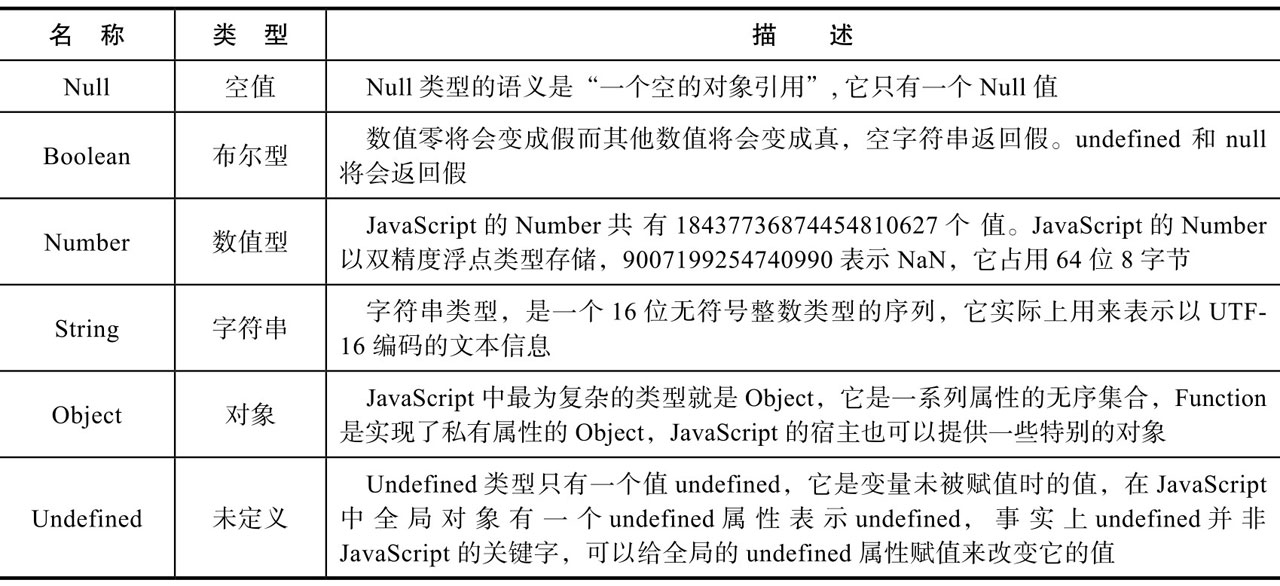 名 称 类 型 描 述
Null 空值 Null 类型的语义是“一个空的对象引用”，它只有一个 Null 值
数值零将会变成假而其他数值将会变成真，空字符串返回假。undefined 和 null
Boolean 布尔型
将会返回假
JavaScript 的 Number 共 有 18437736874454810627 个 值。JavaScript 的 Number
Number 数值型
以双精度浮点类型存储，9007199254740990 表示 NaN，它占用 64 位 8 字节
字符串类型，是一个 16 位无符号整数类型的序列，它实际上用来表示以 UTF-
String 字符串
16 编码的文本信息
JavaScript 中最为复杂的类型就是 Object，它是一系列属性的无序集合，Function
Object 对象
是实现了私有属性的 Object，JavaScript 的宿主也可以提供一些特别的对象
Undefined 类型只有一个值 undefined，它是变量未被赋值时的值，在 JavaScript
Undefined 未定义
中全局对象有一个 undefined 属性表示 undefined，事实上 undefined 并非
JavaScript 的关键字，可以给全局的 undefined 属性赋值来改变它的值